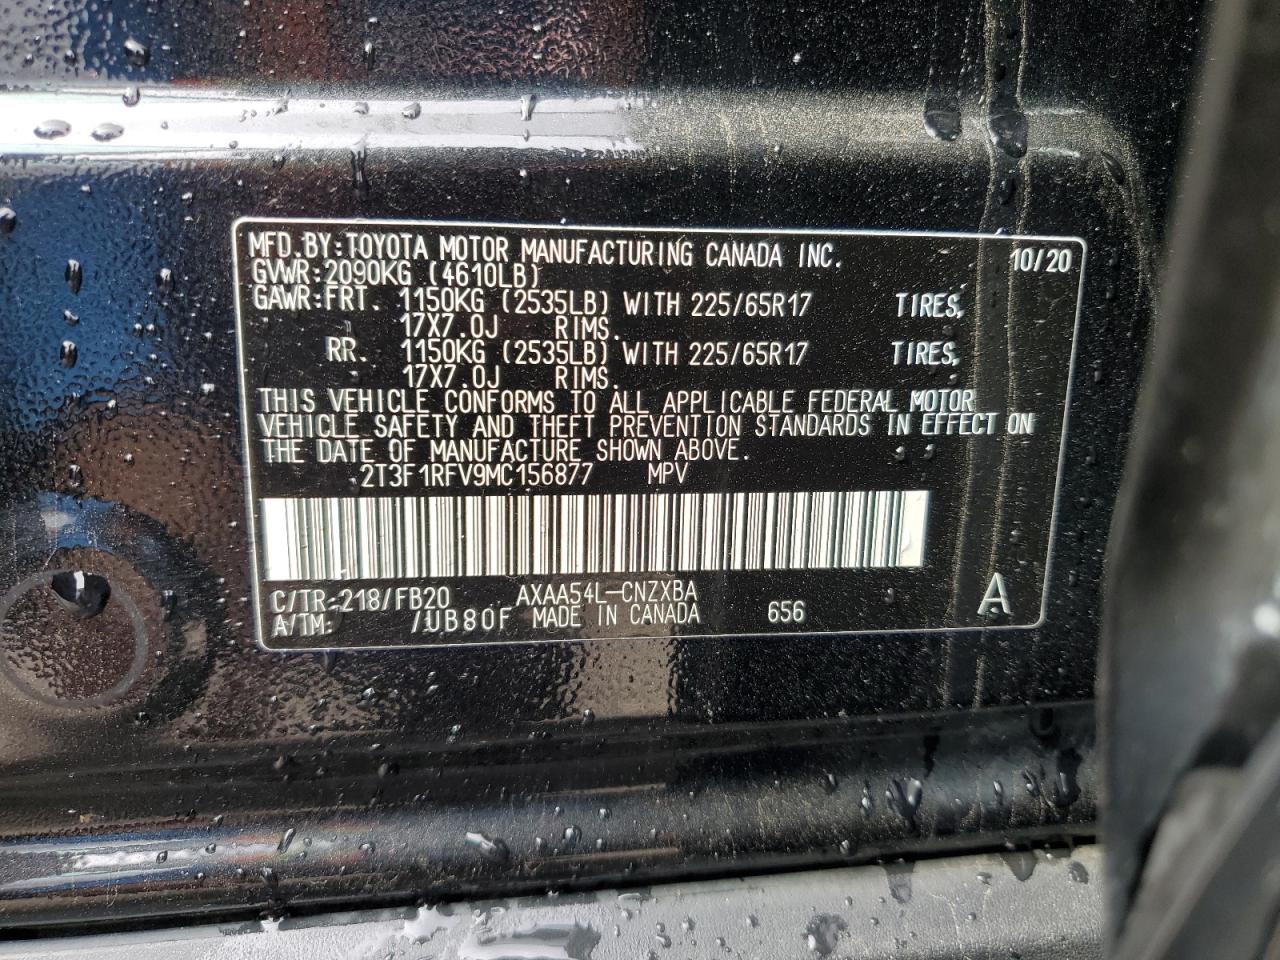 MFD.BY:TOYOTA MOTOR MANUFACTURING CANADA INC. 10/20
GVWR:2090KG (4610LB)
GAWR:FRT. 1150KG (2535LB) WITH 225/65R17 TIRES,
17X7.0J RIMS.
RR. 1150KG (2535LB) WITH 225/65R17 TIRES,
17X7.0J RIMS.
THIS VEHICLE CONFORMS TO ALL APPLICABLE FEDERAL MOTOR
VEHICLE SAFETY AND THEFT PREVENTION STANDARDS IN EFFECT ON
THE DATE OF MANUFACTURE SHOWN ABOVE.
2T3F1RFV9MC156877 MPV
C/TR:218/FB20 AXAA54L-CNZXBA
A/TM: /UB80F MADE IN CANADA 656 A